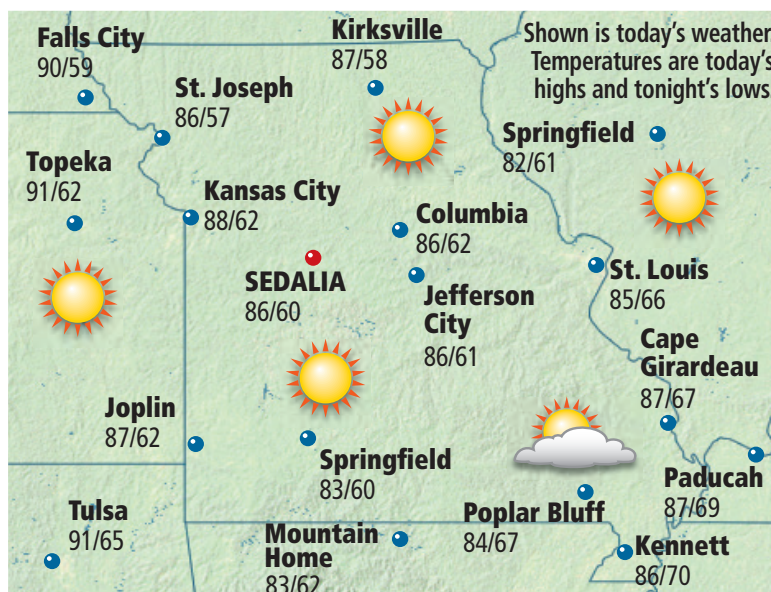 Falls City
90/59
Kirksville
87/58
Shown is today's weather
Temperatures are today's
highs and tonight's lows
St. Joseph
86/57
Springfield
82/61
Topeka
91/62
Kansas City
88/62
Columbia
86/62
SEDALIA
86/60
Jefferson
City
86/61
St. Louis
85/66
Cape
Girardeau
87/67
Joplin
87/62
Springfield
83/60
Paducah
87/69
Tulsa
91/65
Mountain
Home
83/62
Poplar Bluff
84/67
Kennett
86/70